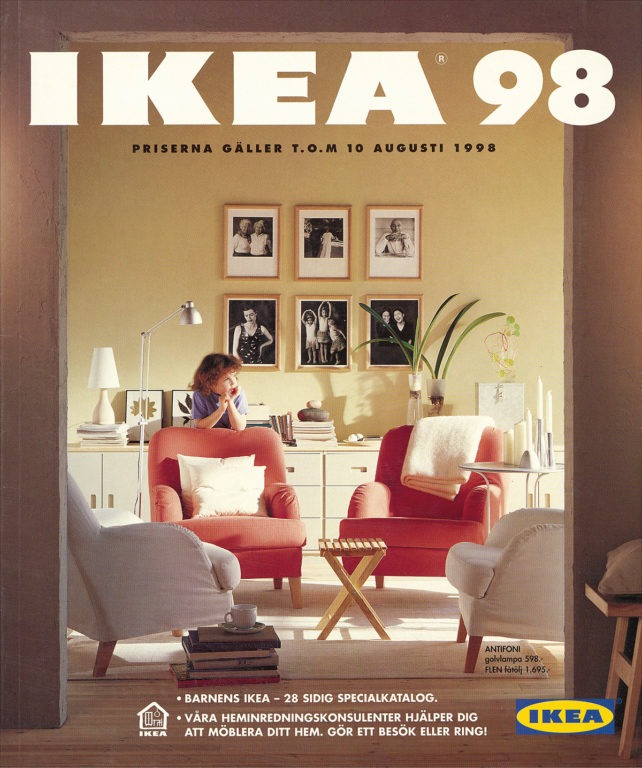 IKEA® 98
PRISERNA GÄLLER T.O.M 10 AUGUSTI 1998
ANTIFONI
golvlampa 598.-
FLEN fåtölj 1.695.-
• BARNENS IKEA – 28 SIDIG SPECIALKATALOG.
• VÅRA HEMINREDNINGSKONSULENTER HJÄLPER DIG
ATT MÖBLERA DITT HEM. GÖR ETT BESÖK ELLER RING!
IKEA
IKEA